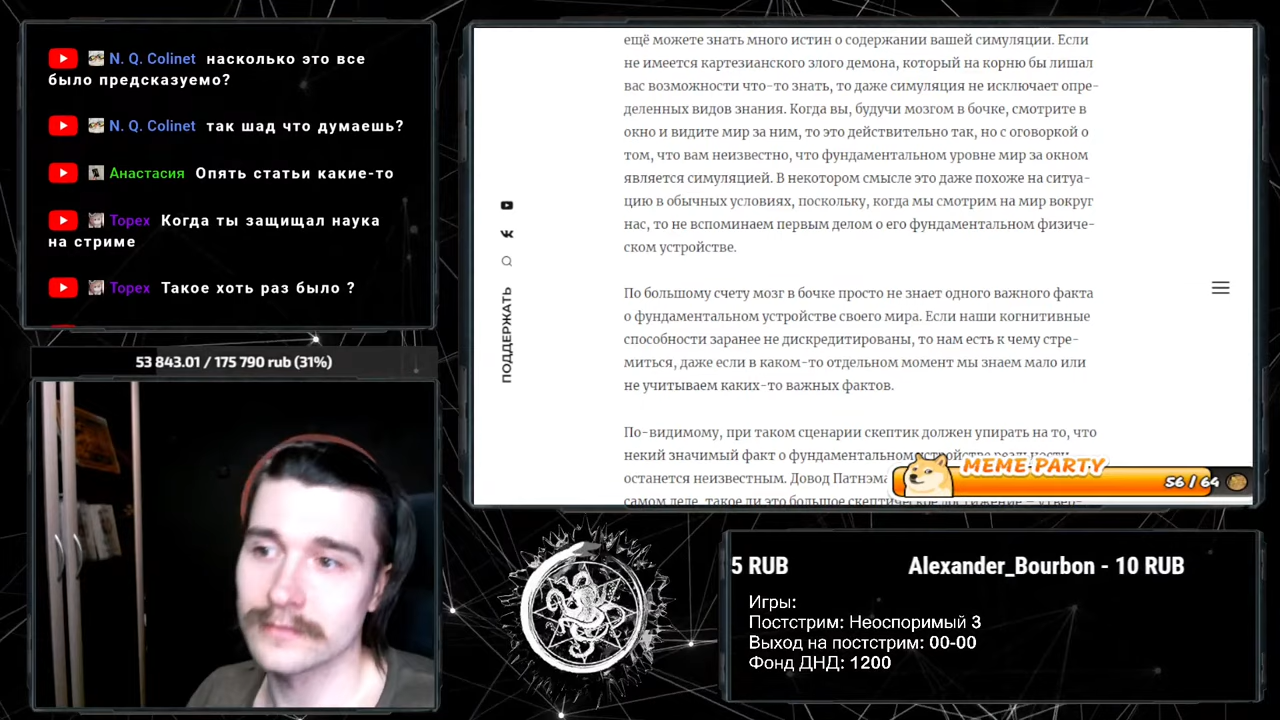 N. Q. Colinet насколько это все
было предсказуемо?
N. Q. Colinet так шад что думаешь?
Анастасия Опять статьи какие-то
Topex Когда ты защищал наука
на стриме
Topex Такое хоть раз было ?
53 843.01 / 175 790 rub (31%)
ещё можете знать много истин о содержании вашей симуляции. Если
не имеется картезианского злого демона, который на корню бы лишал
вас возможности что-то знать, то даже симуляция не исключает опре-
деленных видов знания. Когда вы, будучи мозгом в бочке, смотрите в
окно и видите мир за ним, то это действительно так, но с оговоркой о
том, что вам неизвестно, что фундаментальном уровне мир за окном
является симуляцией. В некотором смысле это даже похоже на ситуа-
цию в обычных условиях, поскольку, когда мы смотрим на мир вокруг
нас, то не вспоминаем первым делом о его фундаментальном физиче-
ском устройстве.
По большому счету мозг в бочке просто не знает одного важного факта
о фундаментальном устройстве своего мира. Если наши когнитивные
способности заранее не дискредитированы, то нам есть к чему стре-
миться, даже если в каком-то отдельном момент мы знаем мало или
не учитываем каких-то важных фактов.
По-видимому, при таком сценарии скептик должен упирать на то, что
некий значимый факт о фундаментальном устройстве реальности
останется неизвестным. Довод Патнэма
самом деле, такое ли это большое скептическое достижение – утвер-
ПОДДЕРЖАТЬ
MEME PARTY
56 / 64
5 RUB
Alexander_Bourbon - 10 RUB
Игры:
Постстрим: Неоспоримый 3
Выход на постстрим: 00-00
Фонд ДНД: 1200